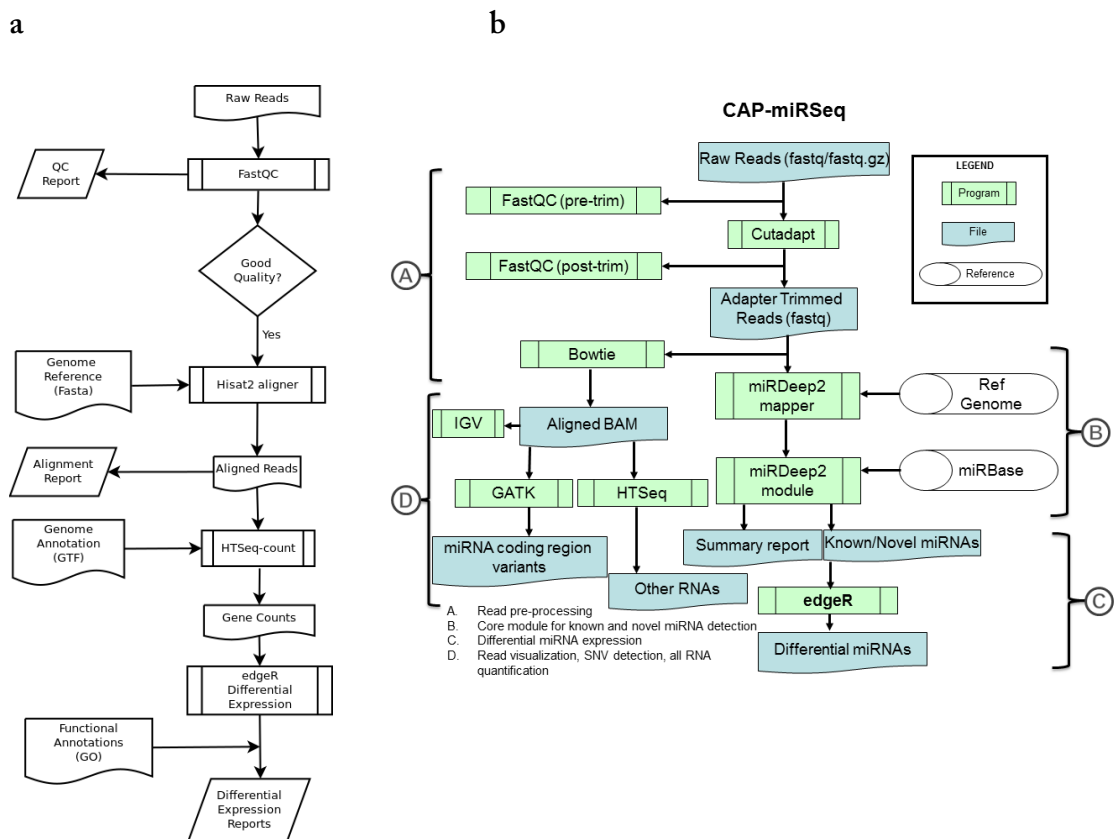 a
b
Raw Reads
QC
Report
FastQC
Good
Quality?
Yes
Genome
Reference
(Fasta)
Hisat2 aligner
Alignment
Report
Aligned Reads
Genome
Annotation
(GTF)
HTSeq-count
Gene Counts
edgeR
Differential
Expression
Functional
Annotations
(GO)
Differential
Expression
Reports
CAP-miRSeq
Raw Reads (fastq/fastq.gz)
FastQC (pre-trim)
Cutadapt
FastQC (post-trim)
Adapter Trimmed
Reads (fastq)
Bowtie
miRDeep2
mapper
Ref
Genome
IGV
Aligned BAM
miRDeep2
module
miRBase
GATK
HTSeq
miRNA coding region
variants
Other RNAs
Summary report
Known/Novel miRNAs
edgeR
Differential miRNAs
A
B
C
D
LEGEND
Program
File
Reference
A. Read pre-processing
B. Core module for known and novel miRNA detection
C. Differential miRNA expression
D. Read visualization, SNV detection, all RNA
quantification